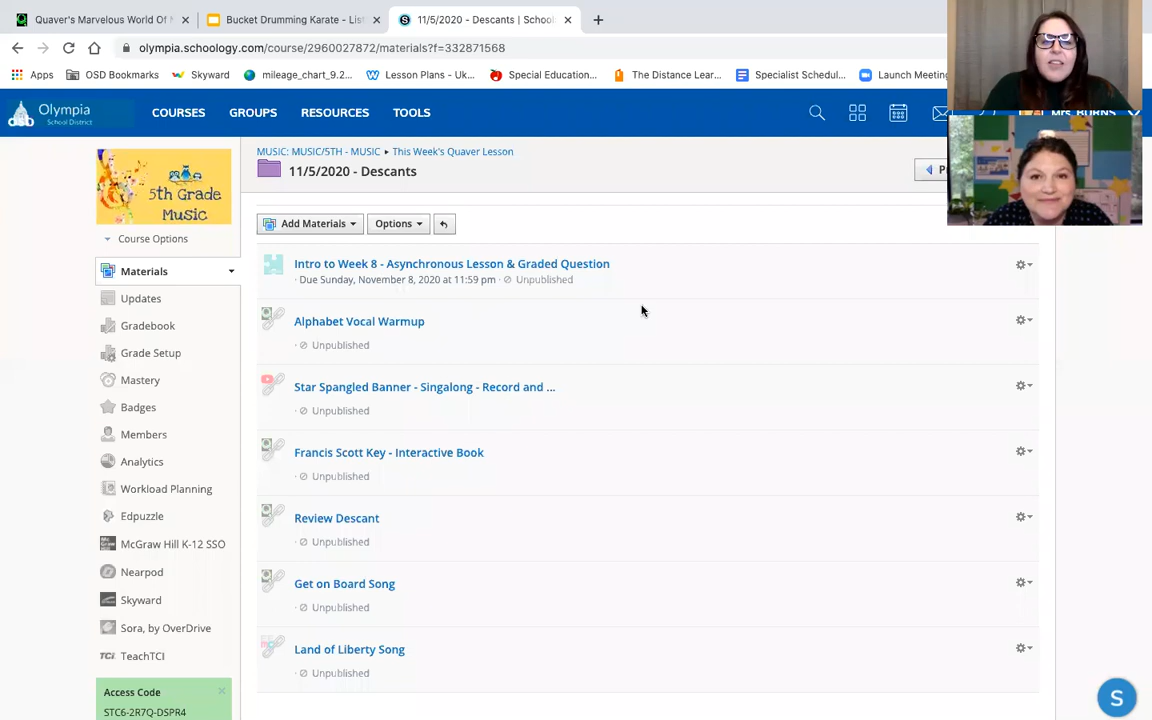 Quaver's Marvelous World Of M
Bucket Drumming Karate - List
11/5/2020 - Descants | School
olympia.schoology.com/course/2960027872/materials?f=332871568
Apps
OSD Bookmarks
Skyward
mileage_chart_9.2...
Lesson Plans - Uk...
Special Education...
The Distance Lear...
Specialist Schedul...
Launch Meeting
Olympia
School District
COURSES
GROUPS
RESOURCES
TOOLS
Mrs. BURNS
MUSIC: MUSIC/5TH - MUSIC
This Week's Quaver Lesson
11/5/2020 - Descants
5th Grade
Music
Course Options
Materials
Updates
Gradebook
Grade Setup
Mastery
Badges
Members
Analytics
Workload Planning
Edpuzzle
McGraw Hill K-12 SSO
Nearpod
Skyward
Sora, by OverDrive
TeachTCI
Access Code
STC6-2R7Q-DSPR4
Add Materials
Options
Intro to Week 8 - Asynchronous Lesson & Graded Question
· Due Sunday, November 8, 2020 at 11:59 pm · Unpublished
Alphabet Vocal Warmup
· Unpublished
Star Spangled Banner - Singalong - Record and ...
· Unpublished
Francis Scott Key - Interactive Book
· Unpublished
Review Descant
· Unpublished
Get on Board Song
· Unpublished
Land of Liberty Song
· Unpublished
S